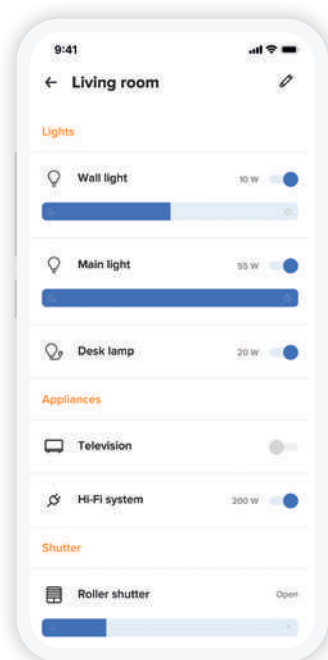 9:41
Living room
Lights
Wall light 10 W
Main light 55 W
Desk lamp 20 W
Appliances
Television
Hi-Fi system 200 W
Shutter
Roller shutter Open